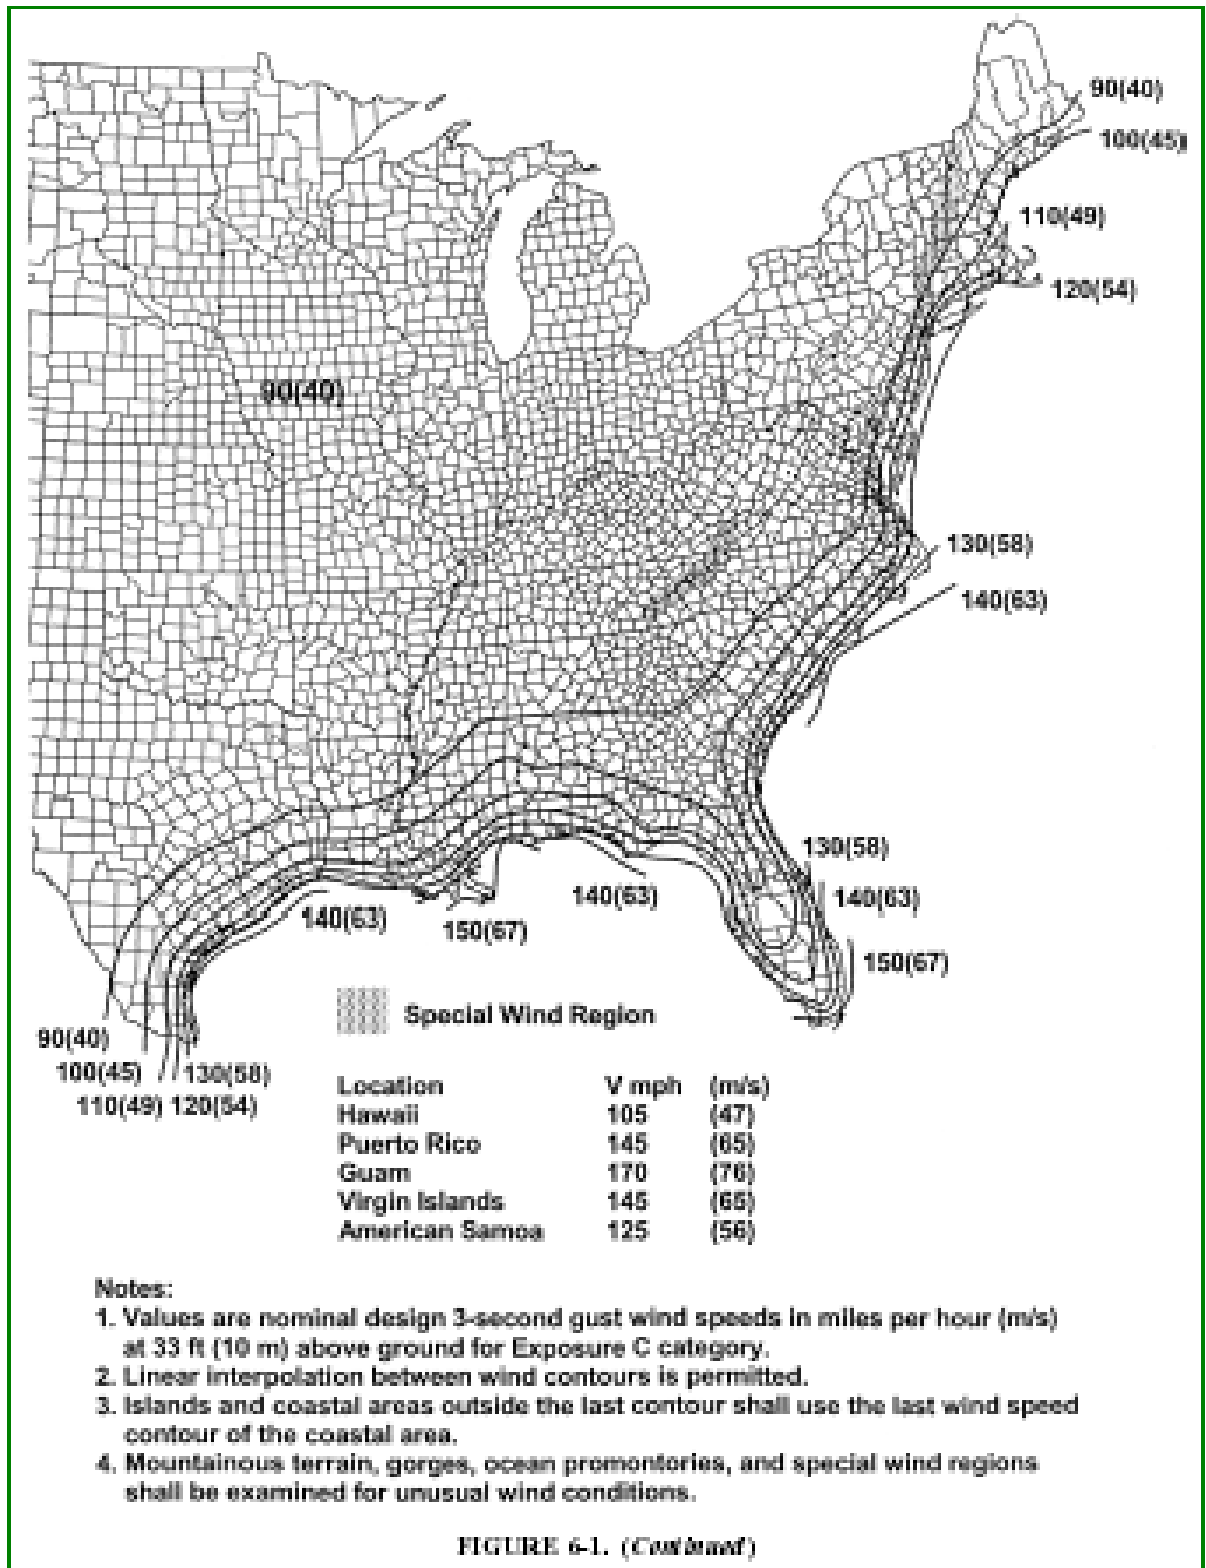 90(40)
100(45)
110(49)
120(54)
90(40)
130(58)
140(63)
130(58)
140(63)
140(63)
140(63)
150(67)
150(67)
Special Wind Region
90(40)
100(45)
130(58)
110(49) 120(54)
Location V mph (m/s)
Hawaii 105 (47)
Puerto Rico 145 (65)
Guam 170 (76)
Virgin Islands 145 (65)
American Samoa 125 (56)
Notes:
1. Values are nominal design 3-second gust wind speeds in miles per hour (m/s)
at 33 ft (10 m) above ground for Exposure C category.
2. Linear interpolation between wind contours is permitted.
3. Islands and coastal areas outside the last contour shall use the last wind speed
contour of the coastal area.
4. Mountainous terrain, gorges, ocean promontories, and special wind regions
shall be examined for unusual wind conditions.
FIGURE 6-1. (Continued)